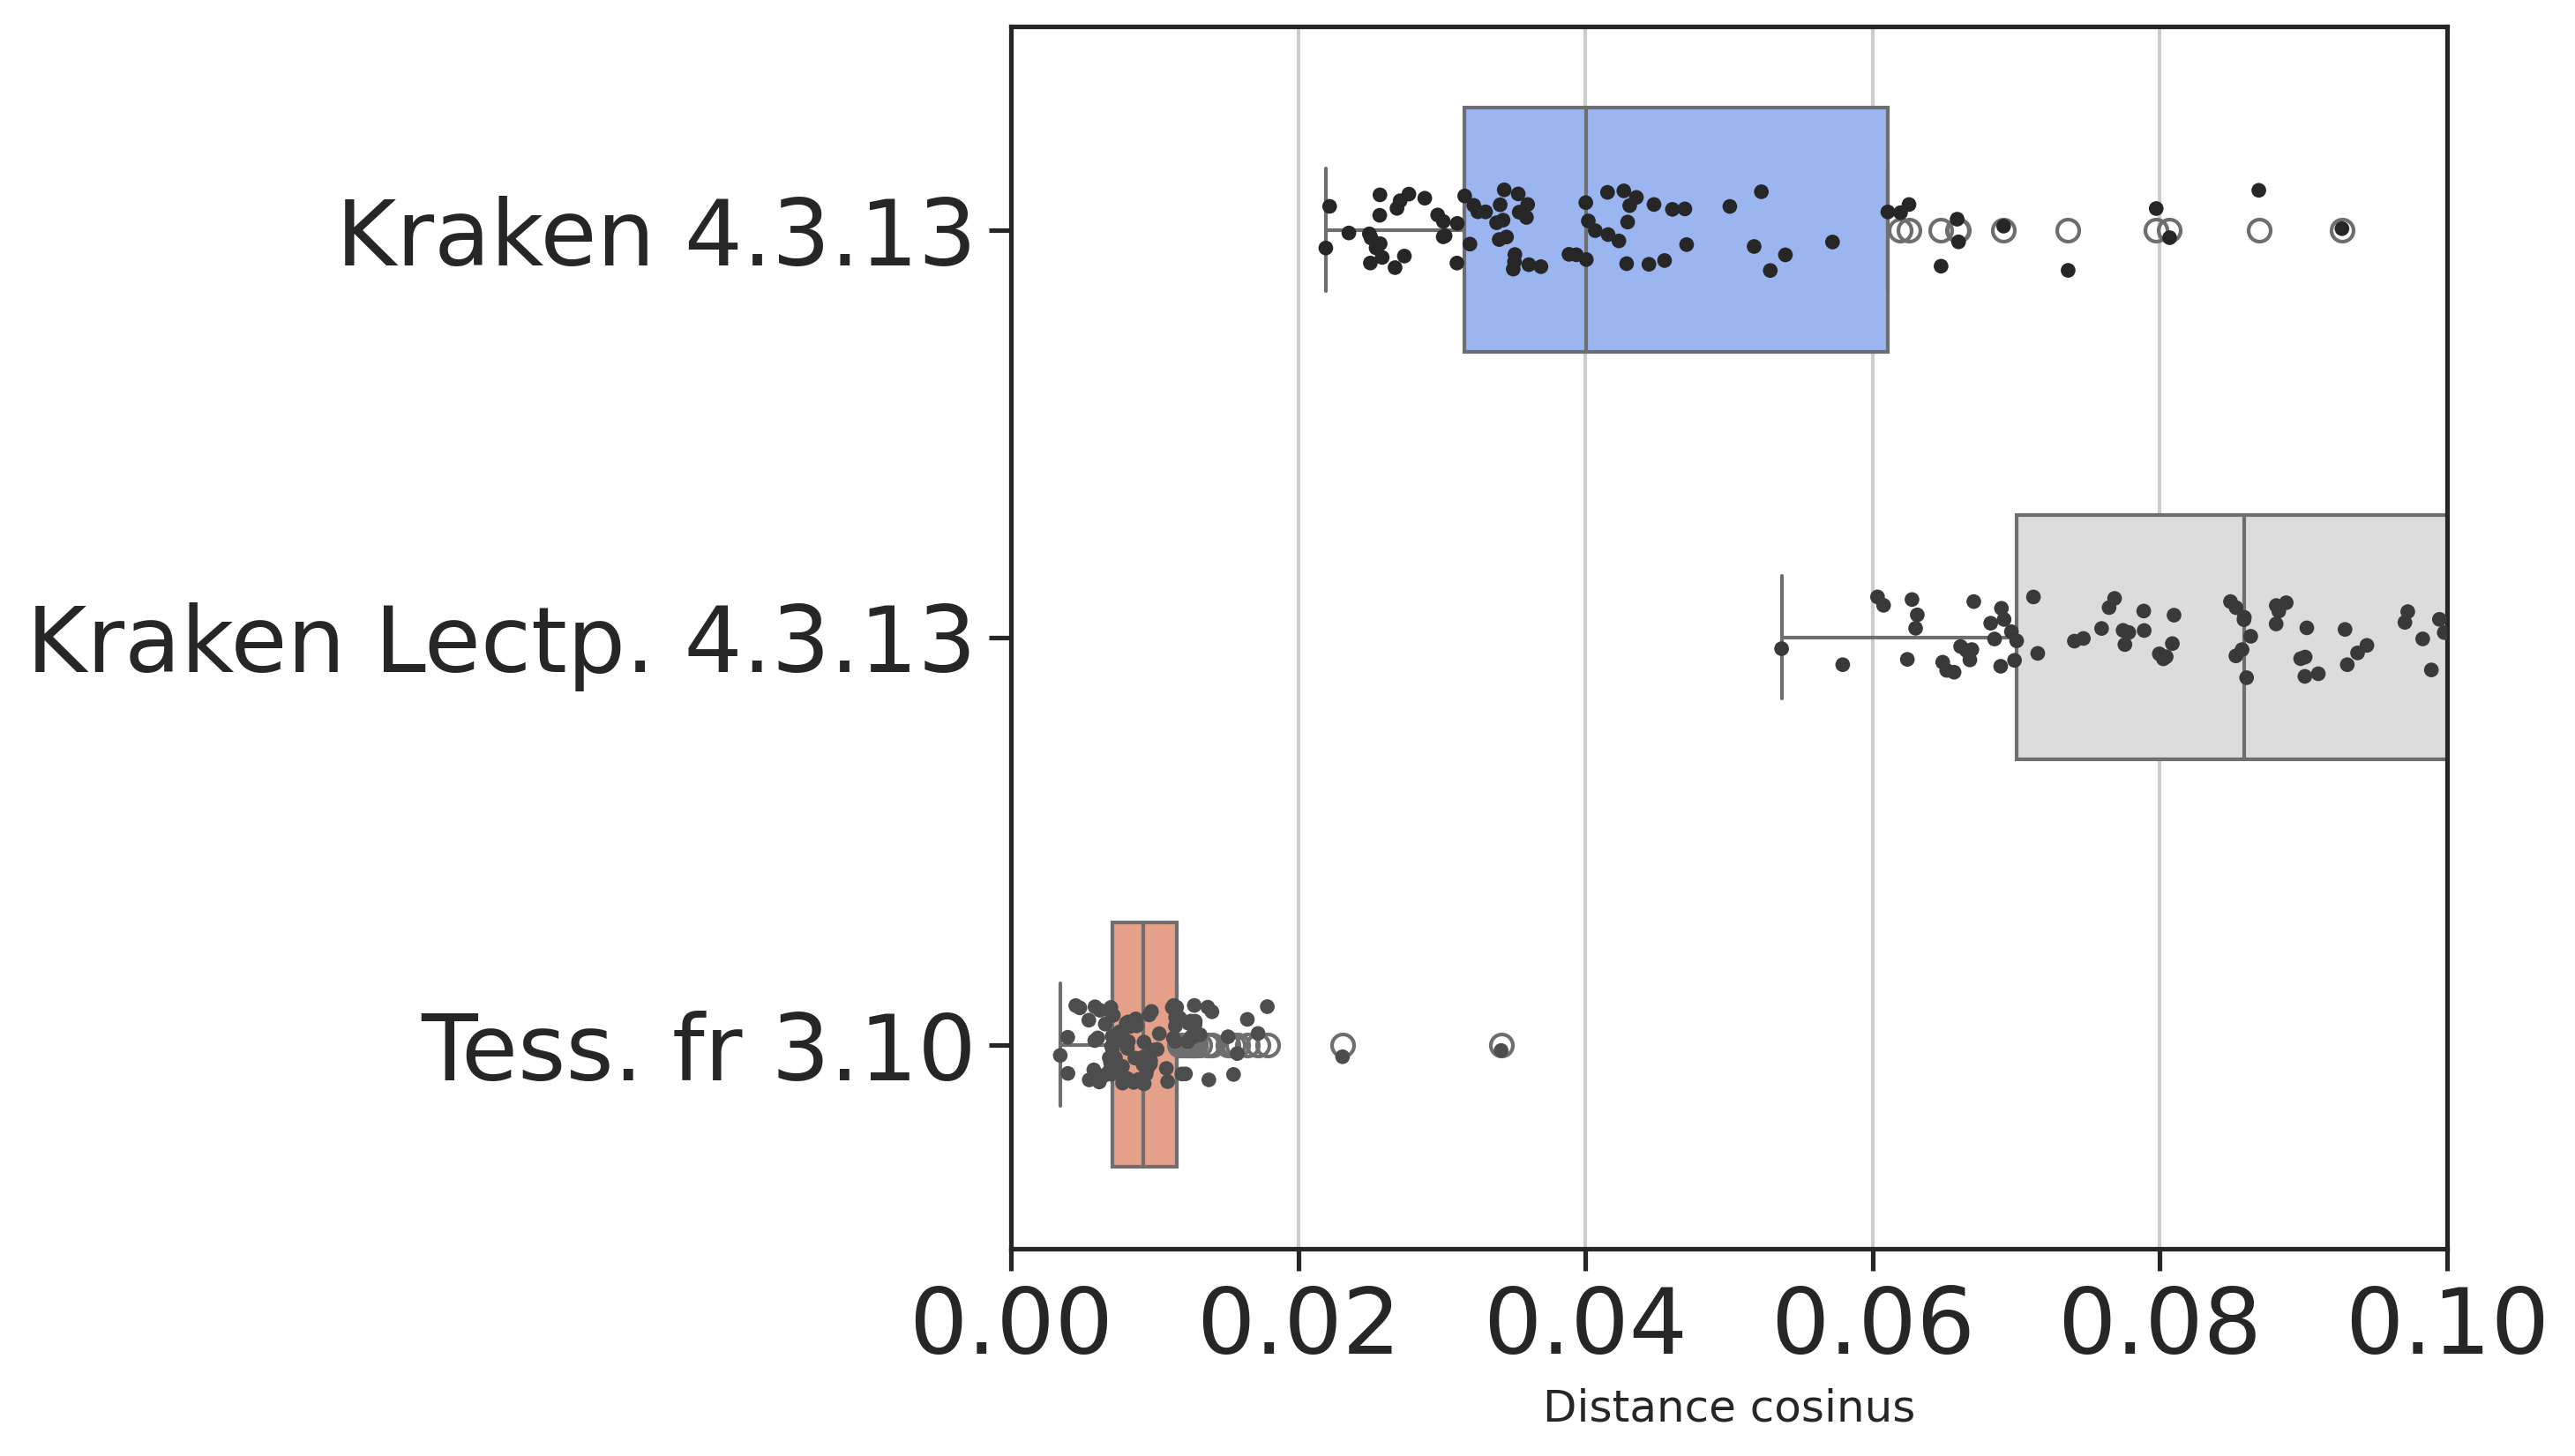 Kraken 4.3.13
Kraken Lectp. 4.3.13
Tess. fr 3.10
0.00 0.02 0.04 0.06 0.08 0.10
Distance cosinus